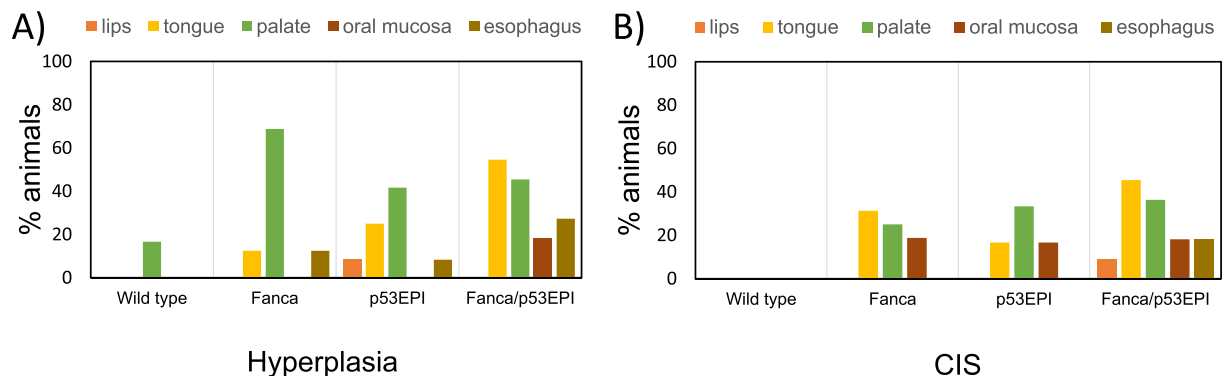 A)
lips tongue palate oral mucosa esophagus
% animals
100
80
60
40
20
0
Wild type Fanca p53EPI Fanca/p53EPI
Hyperplasia
B)
lips tongue palate oral mucosa esophagus
% animals
100
80
60
40
20
0
Wild type Fanca p53EPI Fanca/p53EPI
CIS